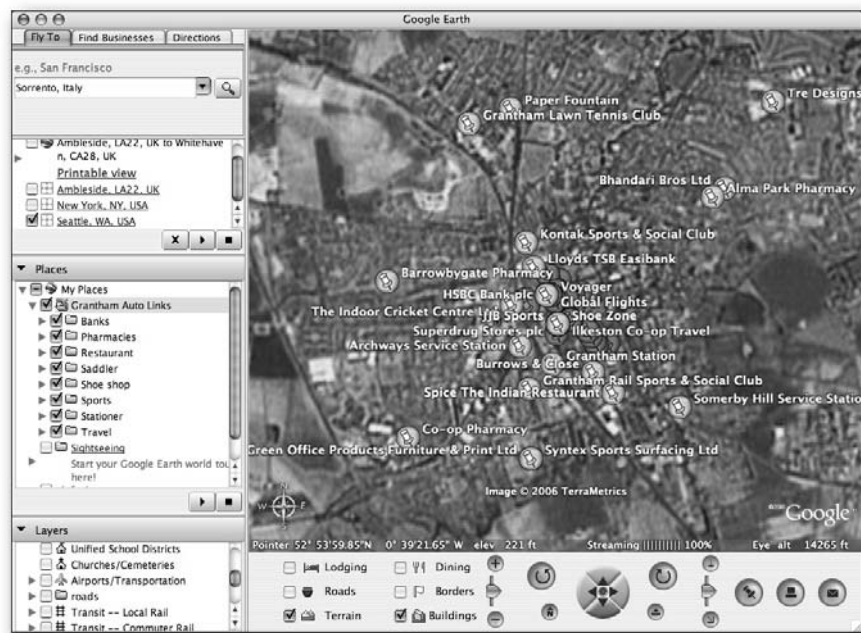 Google Earth
Fly To
Find Businesses
Directions
e.g., San Francisco
Sorrento, Italy
Ambleside, LA22, UK to Whitehave
n, CA28, UK
Printable view
Ambleside, LA22, UK
New York, NY, USA
Seattle, WA, USA
Places
My Places
Grantham Auto Links
Banks
Pharmacies
Restaurant
Saddler
Shoe shop
Sports
Stationer
Travel
Sightseeing
Start your Google Earth world tou
here!
Layers
Unified School Districts
Churches/Cemeteries
Airports/Transportation
roads
Transit -- Local Rail
Transit -- Commuter Rail
Paper Fountain
Tre Designs
Grantham Lawn Tennis Club
Bhandari Bros Ltd
Alma Park Pharmacy
Kontak Sports & Social Club
Lloyds TSB Easibank
Barrowbygate Pharmacy
Voyager
HSBC Bank plc
Global Flights
The Indoor Cricket Centre
JJB Sports
Shoe Zone
Superdrug Stores plc
Ilkeston Co-op Travel
Archways Service Station
Grantham Station
Burrows & Close
Grantham Rail Sports & Social Club
Spice The Indian Restaurant
Somerby Hill Service Statio
Co-op Pharmacy
Green Office Products Furniture & Print Ltd
Syntex Sports Surfacing Ltd
N
W
E
S
Image © 2006 TerraMetrics
Google
Pointer 52° 53'59.85"N 0° 39'21.65" W elev 221 ft
Streaming |||||||||| 100%
Eye alt 14265 ft
Lodging
Dining
Roads
Borders
Terrain
Buildings
N